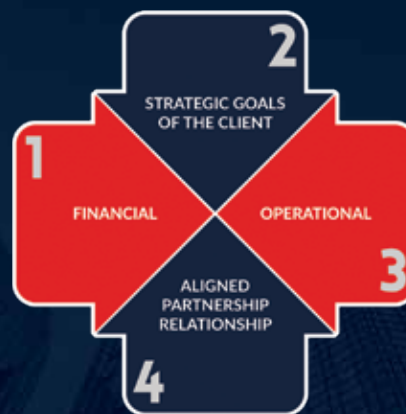 2
STRATEGIC GOALS
OF THE CLIENT
1
FINANCIAL
OPERATIONAL
3
ALIGNED
PARTNERSHIP
RELATIONSHIP
4